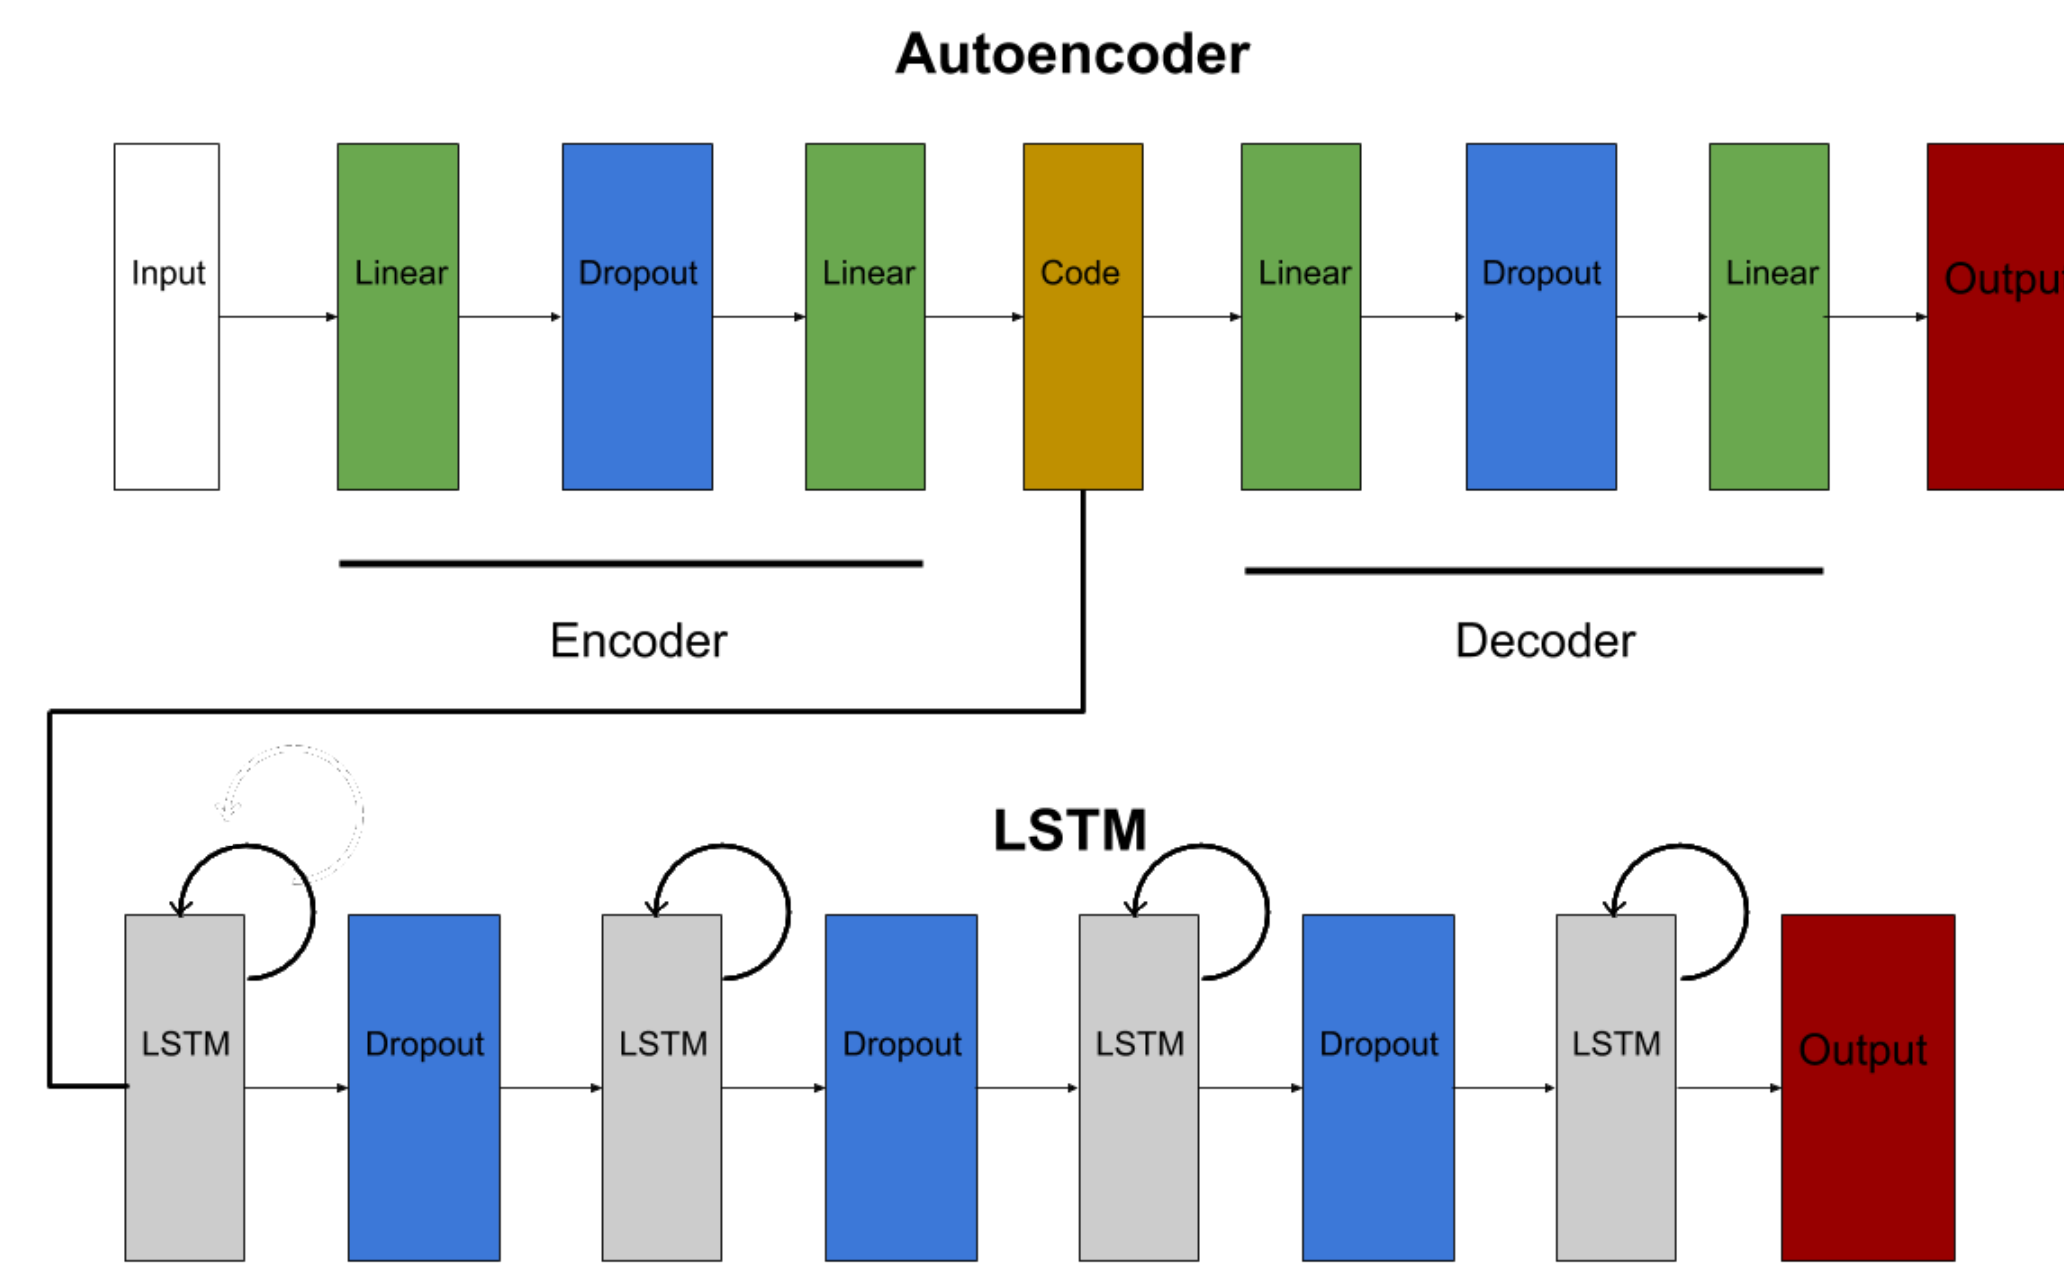 Autoencoder
Input
Linear
Dropout
Linear
Code
Linear
Dropout
Linear
Outpu
Encoder
Decoder
LSTM
LSTM
Dropout
LSTM
Dropout
LSTM
Dropout
LSTM
Output